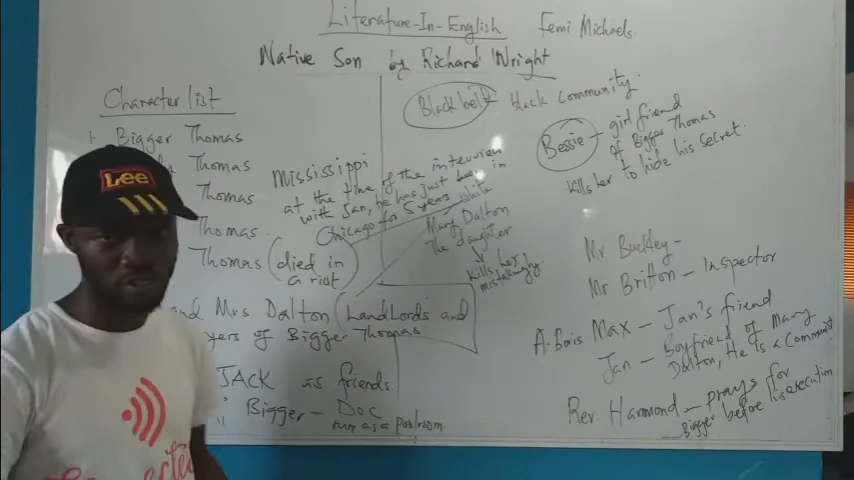 Literature-In-English Femi Michaels
Native Son by Richard Wright
Character list
1. Bigger Thomas
Thomas
Thomas
Thomas.
Thomas (died in
a riot)
and Mrs Dalton (LandLords and
yers of Bigger Thomas
JACK as friends
Bigger - Doc
runs a poolroom
Mississippi
at the time of the interview
with Jan, he has just been in
Chicago for 5 years
white
Mary Dalton
The daughter
kills her
mistakingly.
Black belt - black community.
Bessie - girl friend
of Bigger Thomas
kills her to hide his secret.
Mr Buckley -
Mr Britton - Inspector
A. Boris Max - Jan's friend
Jan - Boyfriend of Mary
Dalton, He is a Communist
Rev. Hammond - prays for
Bigger before his execution
Lee